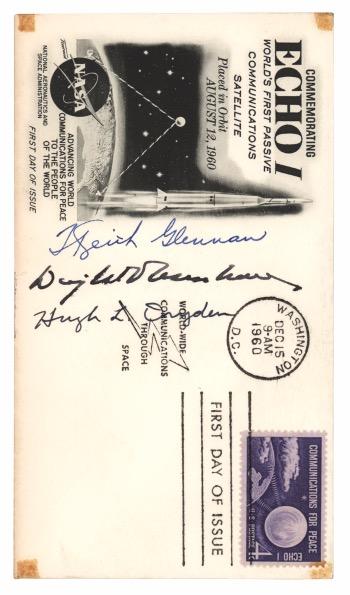 COMMEMORATING
ECHO I
WORLD'S FIRST PASSIVE
COMMUNICATIONS
SATELLITE
Placed in Orbit
AUGUST 12, 1960
NASA
NATIONAL AERONAUTICS AND
SPACE ADMINISTRATION
ADVANCING WORLD
COMMUNICATIONS FOR PEACE
TO THE PEOPLE
OF THE WORLD
FIRST DAY OF ISSUE
T Keith Glennan
Dwight D Eisenhower
Hugh L. Dryden
WORLD-WIDE
COMMUNICATIONS
THROUGH
SPACE
WASHINGTON
DEC 15
9-AM
1960
D.C.
FIRST DAY OF ISSUE
COMMUNICATIONS FOR PEACE
U.S. POSTAGE
4¢
ECHO I